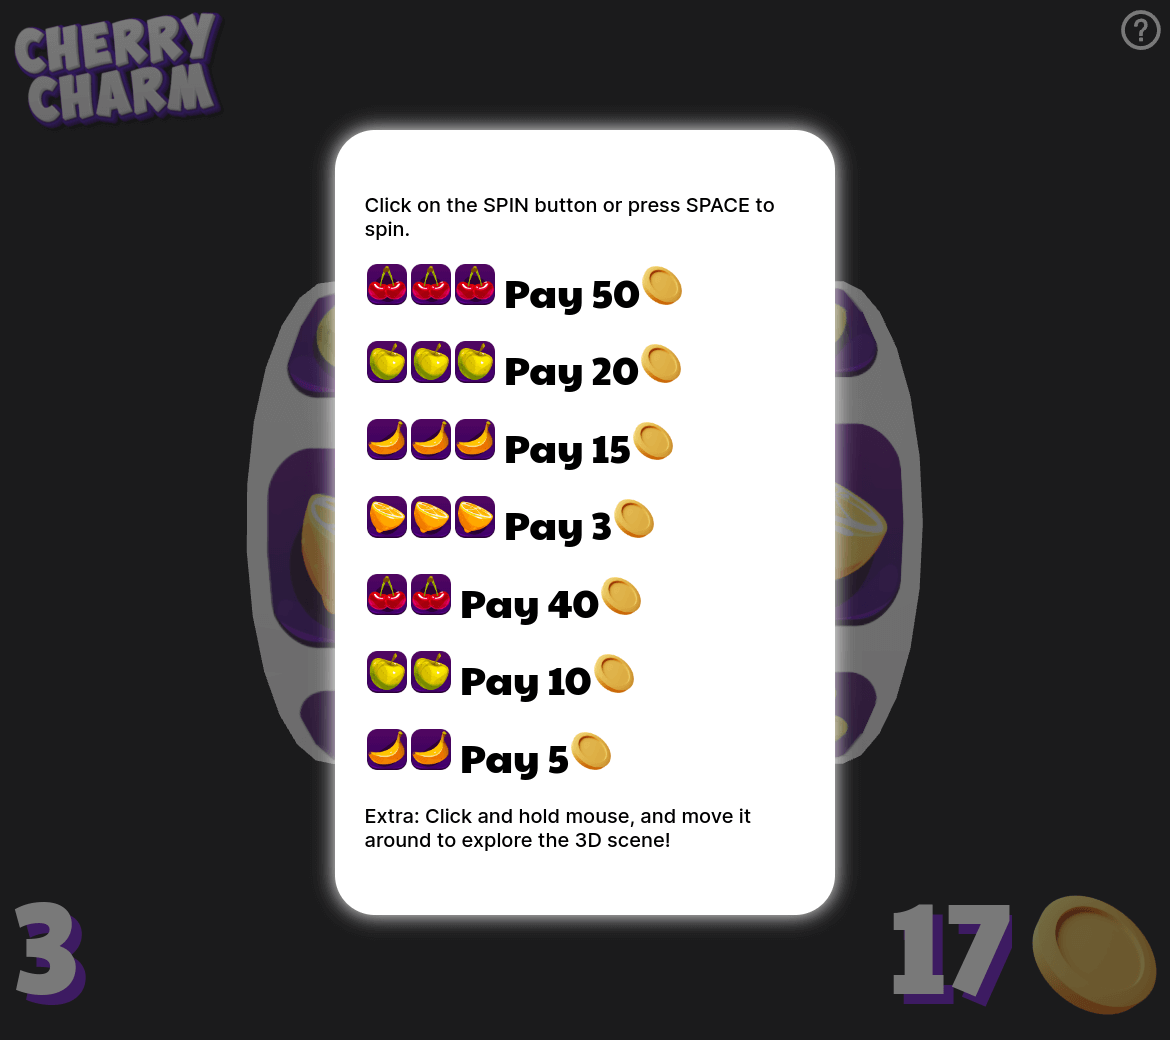 CHERRY
CHARM
?
Click on the SPIN button or press SPACE to
spin.
Pay 50
Pay 20
Pay 15
Pay 3
Pay 40
Pay 10
Pay 5
Extra: Click and hold mouse, and move it
around to explore the 3D scene!
3
17